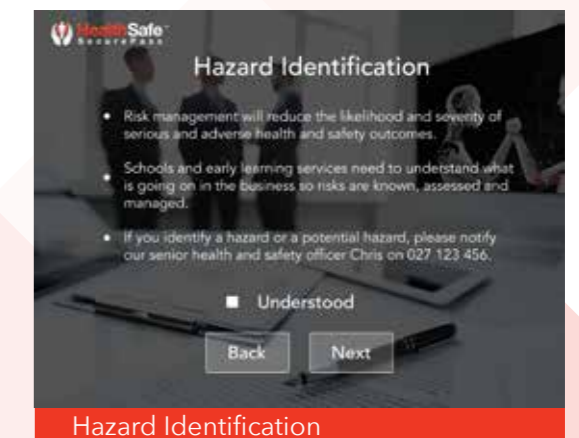 HealthSafe
SecurePass
Hazard Identification
• Risk management will reduce the likelihood and severity of
serious and adverse health and safety outcomes.
• Schools and early learning services need to understand what
is going on in the business so risks are known, assessed and
managed.
• If you identify a hazard or a potential hazard, please notify
our senior health and safety officer Chris on 027 123 456.
Understood
Back Next
Hazard Identification